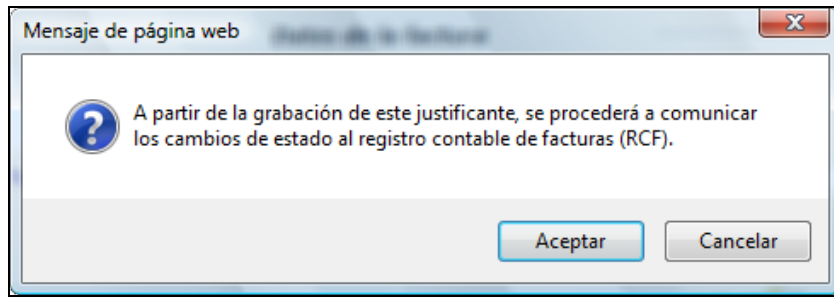 Mensaje de página web
A partir de la grabación de este justificante, se procederá a comunicar
los cambios de estado al registro contable de facturas (RCF).
Aceptar
Cancelar